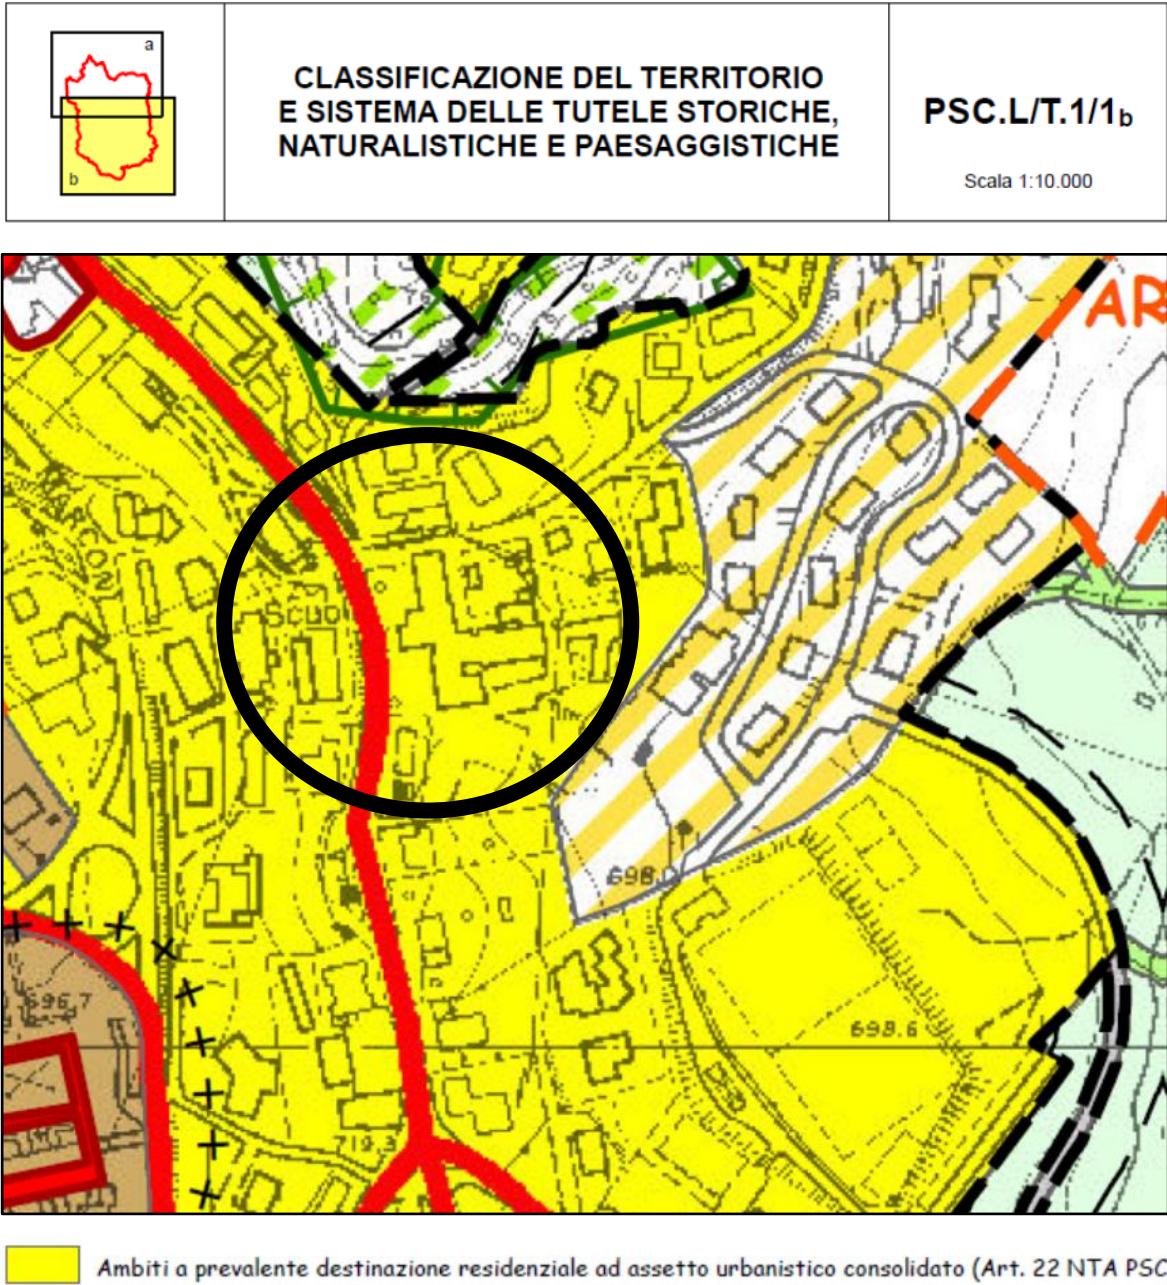 a
b
CLASSIFICAZIONE DEL TERRITORIO
E SISTEMA DELLE TUTELE STORICHE,
NATURALISTICHE E PAESAGGISTICHE
PSC.L/T.1/1b
Scala 1:10.000
AR
MARCONI
Scuo
698.
698.6
696.7
719.3
Ambiti a prevalente destinazione residenziale ad assetto urbanistico consolidato (Art. 22 NTA PSC